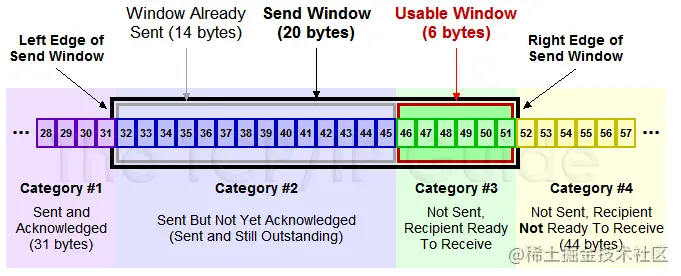 Window Already
Sent (14 bytes)
Send Window
(20 bytes)
Usable Window
(6 bytes)
Left Edge of
Send Window
Right Edge of
Send Window
... 28 29 30 31 32 33 34 35 36 37 38 39 40 41 42 43 44 45 46 47 48 49 50 51 52 53 54 55 56 57 ...
The TCP/IP Guide
Category #1
Sent and
Acknowledged
(31 bytes)
Category #2
Sent But Not Yet Acknowledged
(Sent and Still Outstanding)
Category #3
Not Sent,
Recipient Ready
To Receive
Category #4
Not Sent, Recipient
Not Ready To Receive
(44 bytes)
@稀土掘金技术社区